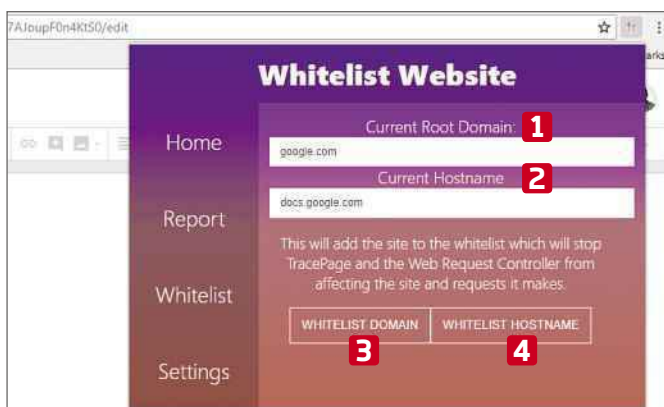 7AJoupF0n4KtS0/edit
arks
Whitelist Website
Home
Report
Whitelist
Settings
Current Root Domain: 1
google.com
Current Hostname 2
docs.google.com
This will add the site to the whitelist which will stop
TracePage and the Web Request Controller from
affecting the site and requests it makes.
WHITELIST DOMAIN WHITELIST HOSTNAME
3 4